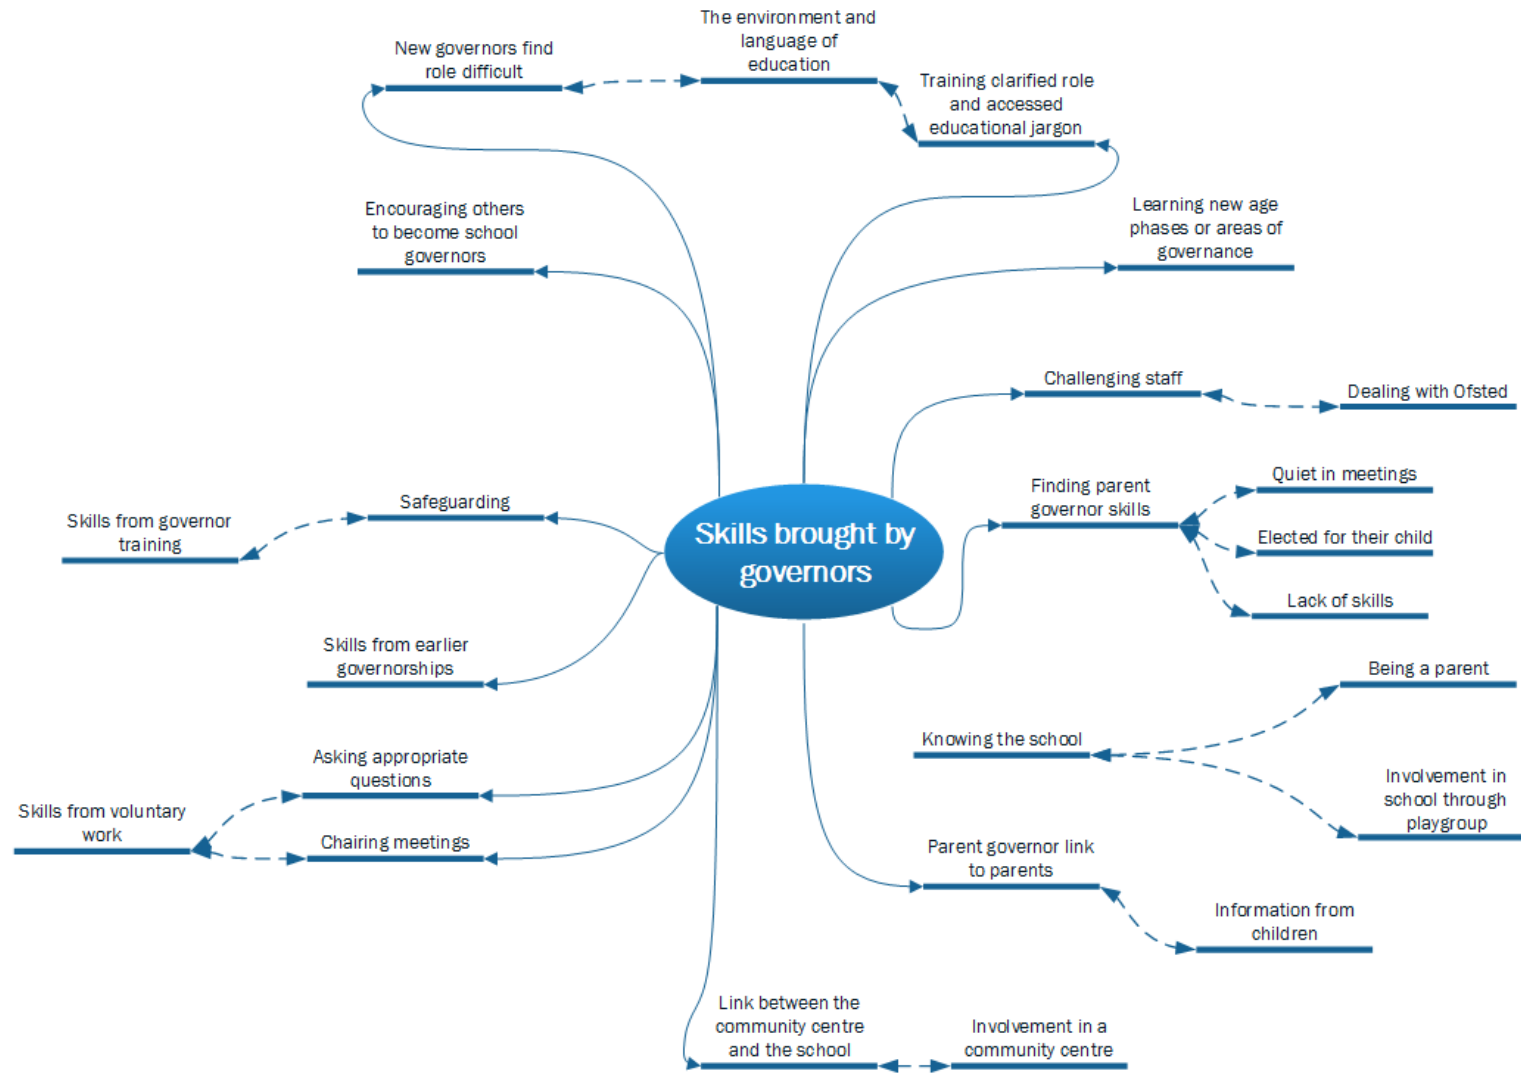 The environment and
language of
education
New governors find
role difficult
Training clarified role
and accessed
educational jargon
Encouraging others
to become school
governors
Learning new age
phases or areas of
governance
Challenging staff
Dealing with Ofsted
Finding parent
governor skills
Quiet in meetings
Elected for their child
Lack of skills
Skills brought by
governors
Safeguarding
Skills from governor
training
Skills from earlier
governorships
Being a parent
Knowing the school
Involvement in
school through
playgroup
Asking appropriate
questions
Skills from voluntary
work
Chairing meetings
Parent governor link
to parents
Information from
children
Link between the
community centre
and the school
Involvement in a
community centre